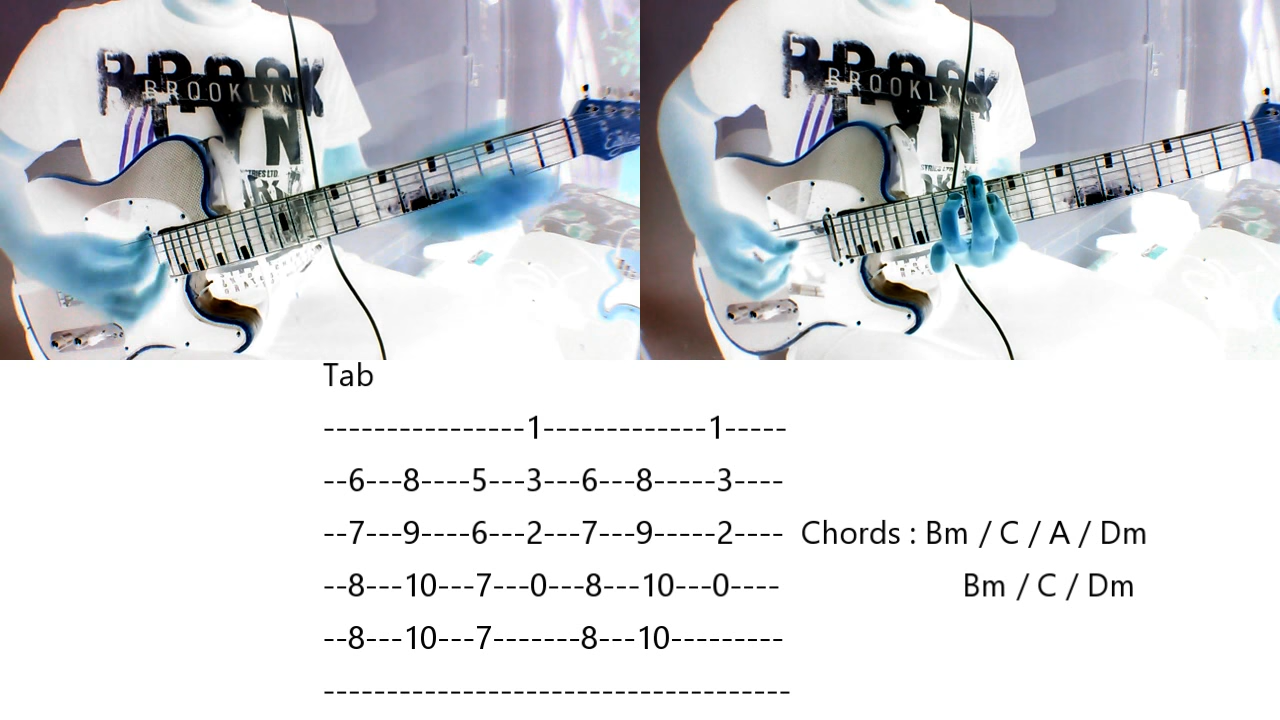 BROOKLYN
BROOKLYN
Tab
----------------1-------------1-----
--6---8----5---3---6---8-----3----
--7---9----6---2---7---9-----2---- Chords : Bm / C / A / Dm
--8---10---7---0---8---10---0---- Bm / C / Dm
--8---10---7-------8---10---------
-------------------------------------